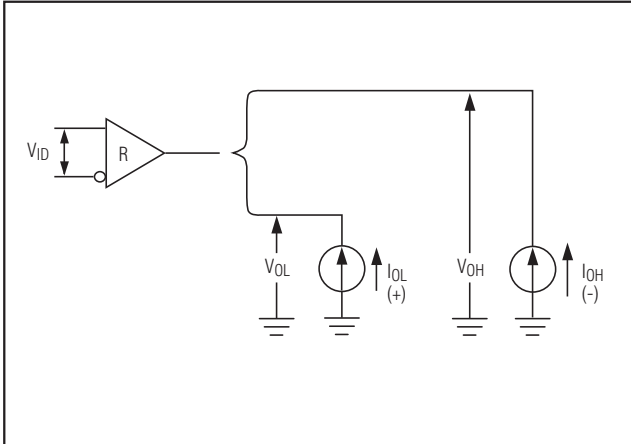 VID
R
VOL
IOL
(+)
VOH
IOH
(-)